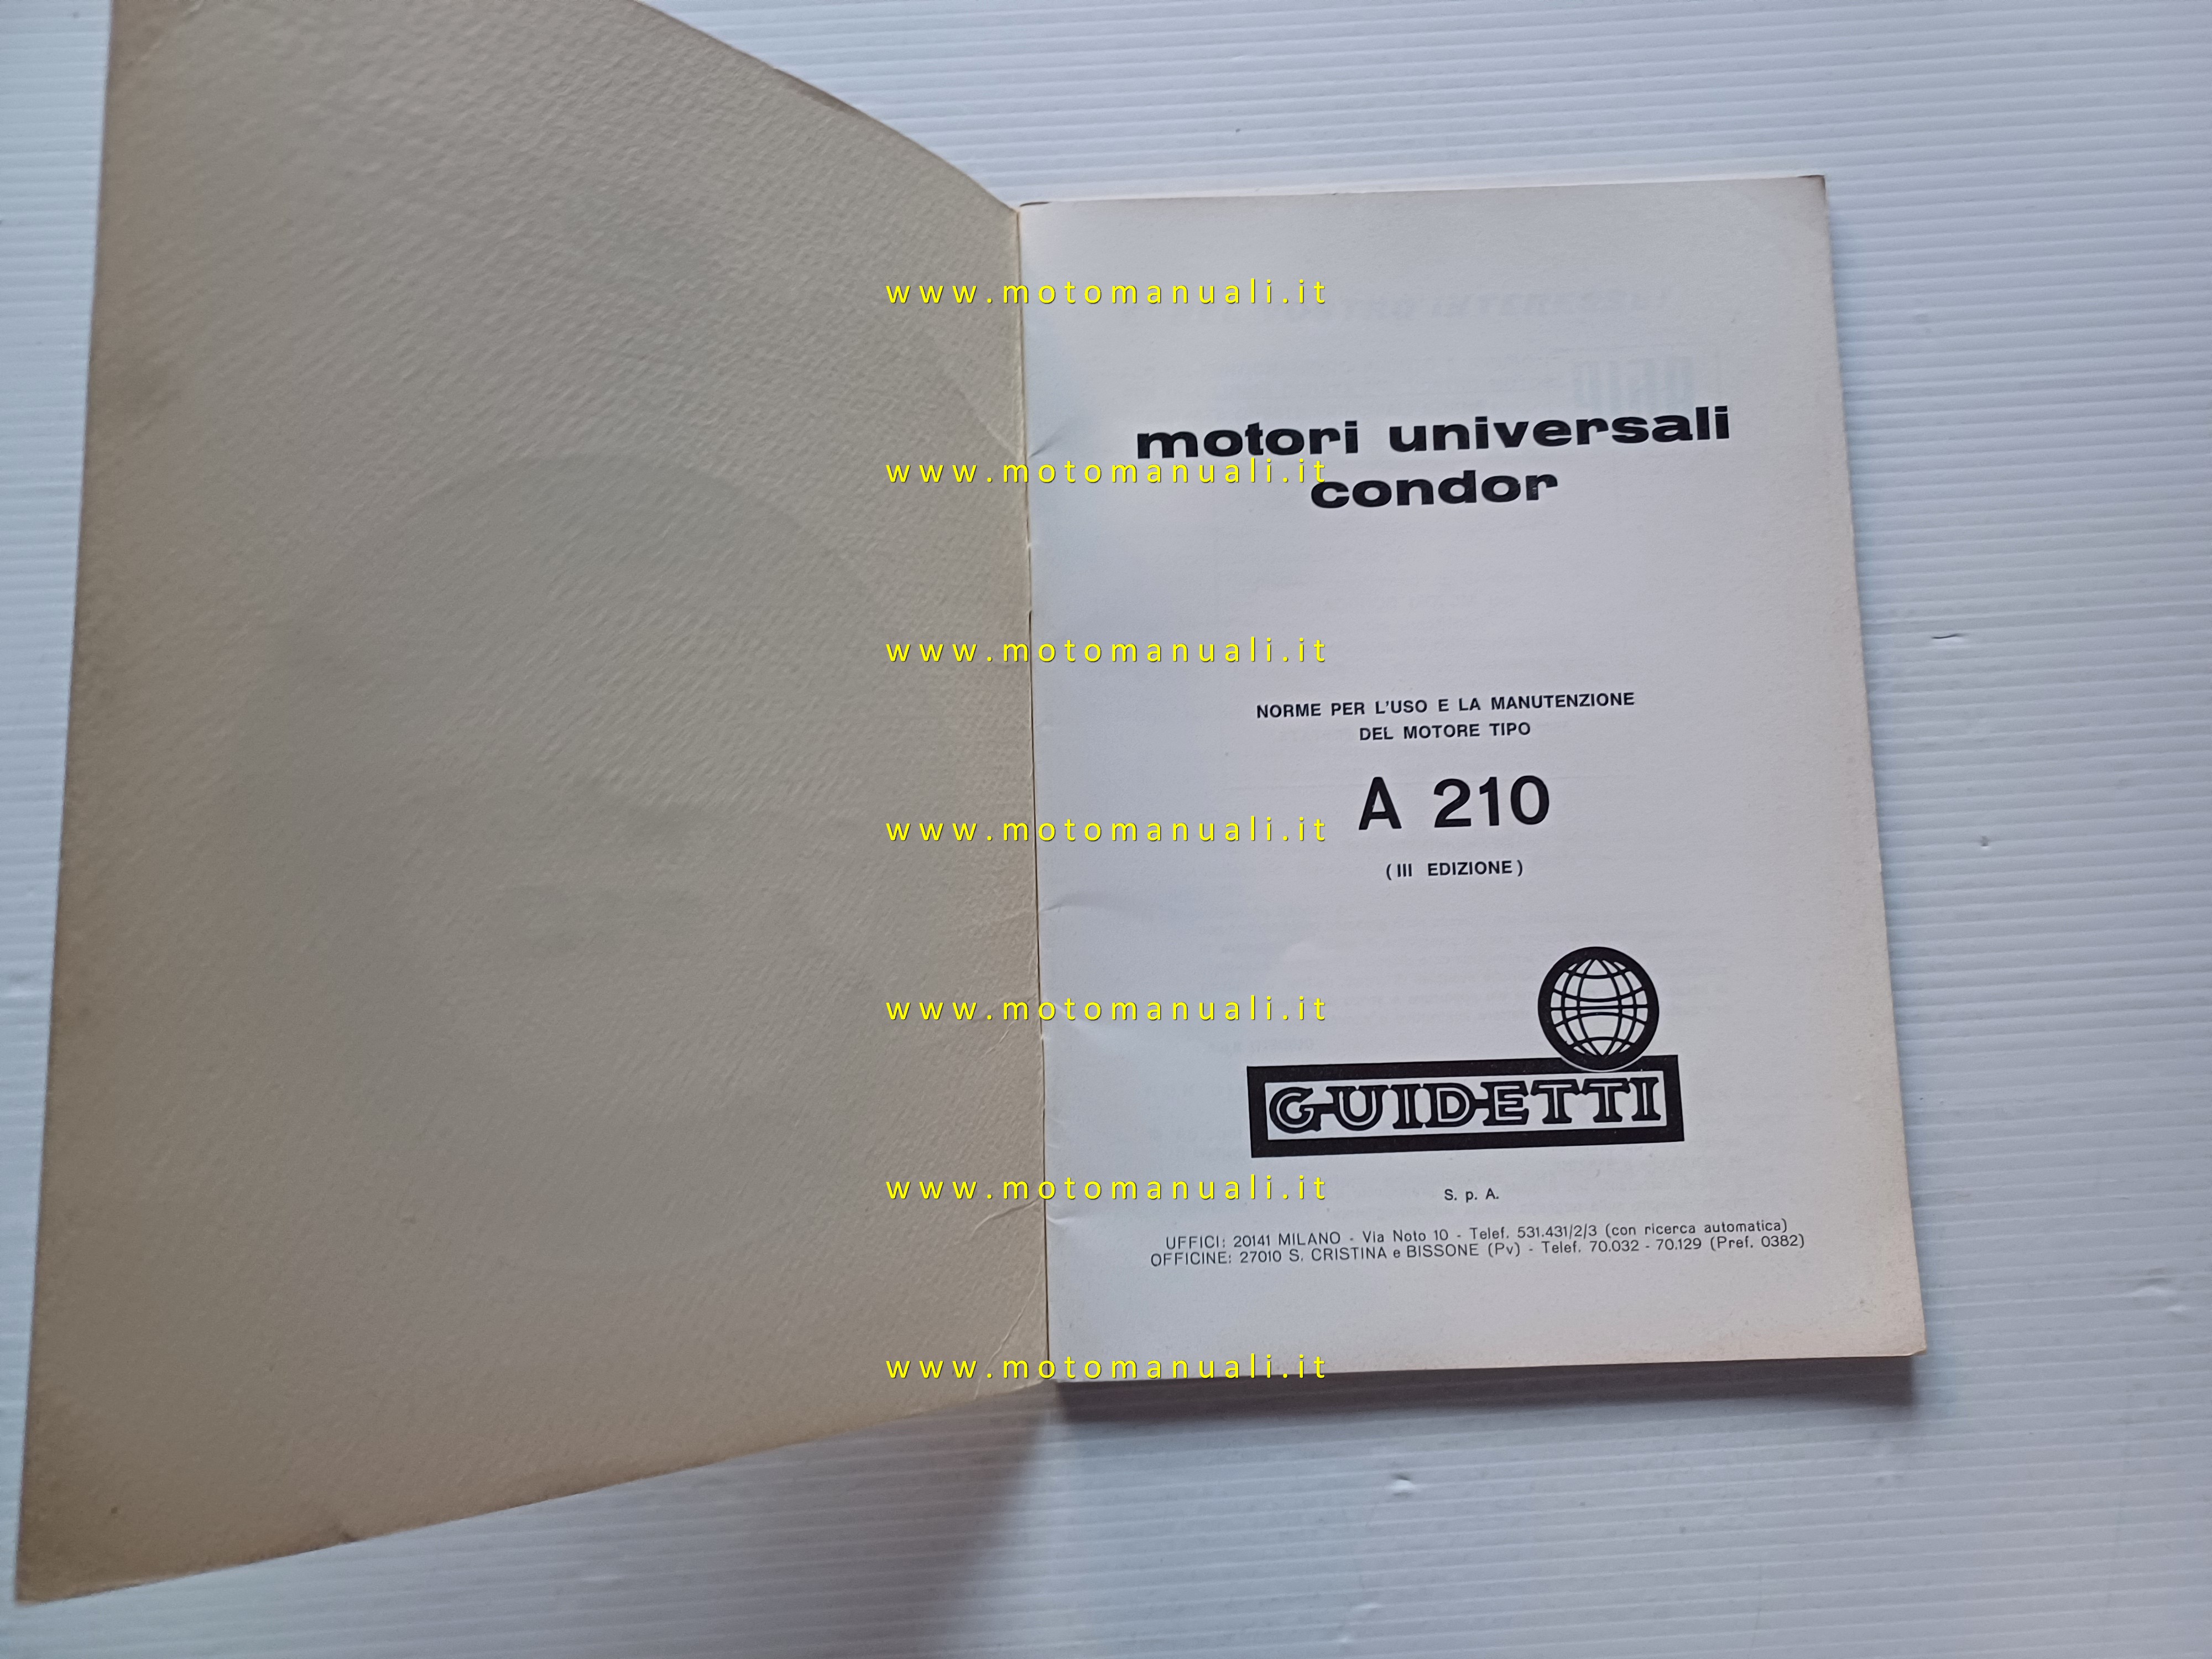 www.motomanuali.it
motori universali
www.motomanuali.it
condor
www.motomanuali.it
NORME PER L'USO E LA MANUTENZIONE
DEL MOTORE TIPO
A 210
www.motomanuali.it
(III EDIZIONE)
www.motomanuali.it
GUIDETTI
www.motomanuali.it
S. p. A.
UFFICI: 20141 MILANO - Via Noto 10 - Telef. 531.431/2/3 (con ricerca automatica)
OFFICINE: 27010 S. CRISTINA e BISSONE (Pv) - Telef. 70.032 - 70.129 (Pref. 0382)
www.motomanuali.it